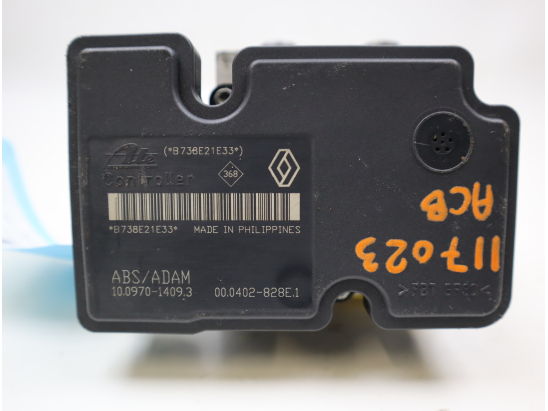 (*B738E21E33*)
Ate
Controller
368
*B738E21E33* MADE IN PHILIPPINES
ABS/ADAM
10.0970-1409.3 00.0402-828E.1
117023
ACB